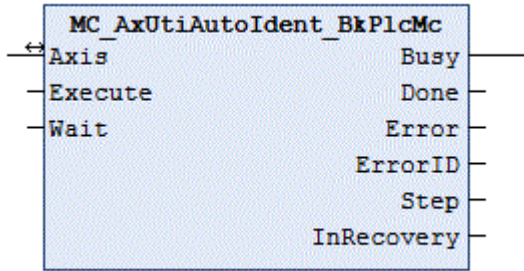 MC_AxUtiAutoIdent_BkPlcMc
Axis Busy
Execute Done
Wait Error
ErrorID
Step
InRecovery